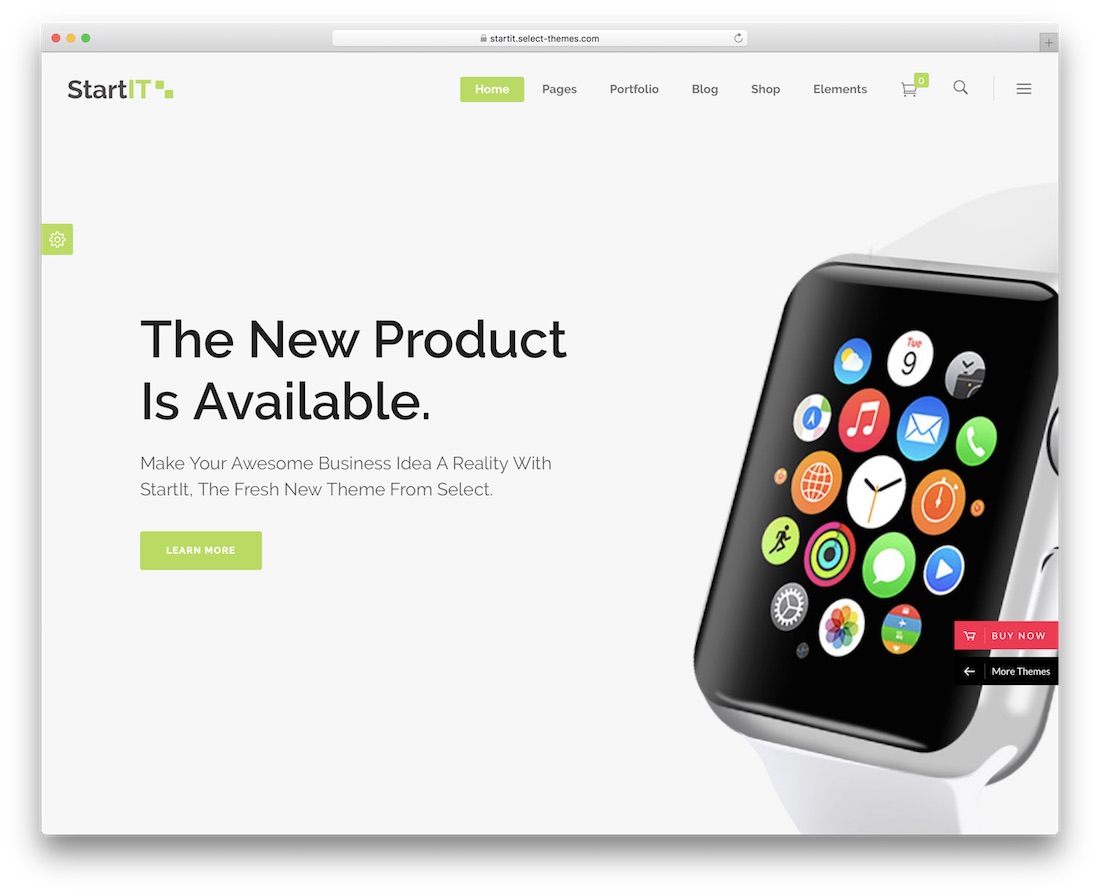 startit.select-themes.com
StartIT
Home
Pages
Portfolio
Blog
Shop
Elements
0
The New Product
Is Available.
Make Your Awesome Business Idea A Reality With
StartIt, The Fresh New Theme From Select.
LEARN MORE
Tue
9
BUY NOW
More Themes